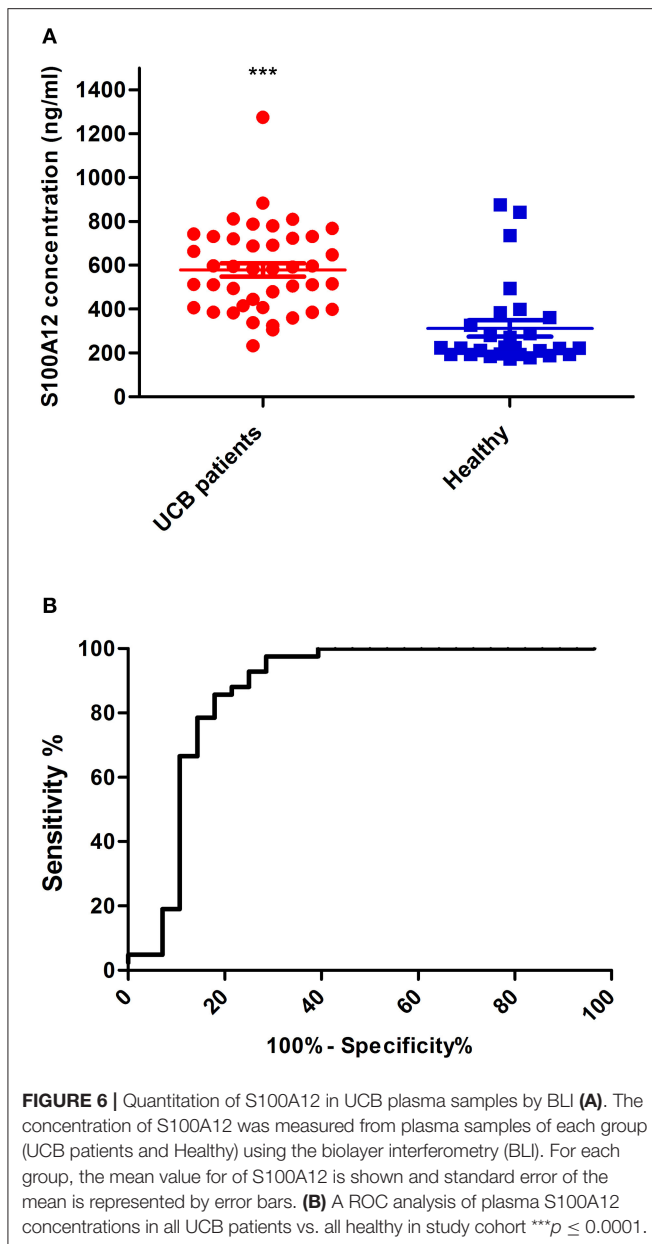 A
***
S100A12 concentration (ng/ml)
1400
1200
1000
800
600
400
200
0
UCB patients
Healthy
B
Sensitivity %
100
80
60
40
20
0
0
20
40
60
80
100
100% - Specificity%
FIGURE 6 | Quantitation of S100A12 in UCB plasma samples by BLI (A). The
concentration of S100A12 was measured from plasma samples of each group
(UCB patients and Healthy) using the biolayer interferometry (BLI). For each
group, the mean value for of S100A12 is shown and standard error of the
mean is represented by error bars. (B) A ROC analysis of plasma S100A12
concentrations in all UCB patients vs. all healthy in study cohort ***p ≤ 0.0001.